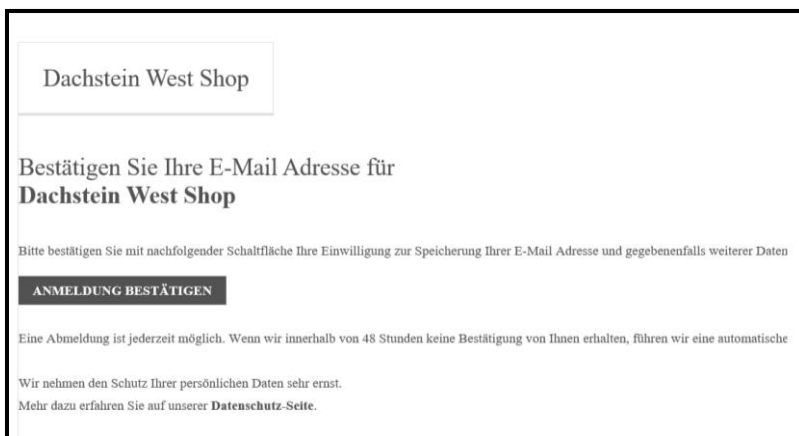 Dachstein West Shop
Bestätigen Sie Ihre E-Mail Adresse für
Dachstein West Shop
Bitte bestätigen Sie mit nachfolgender Schaltfläche Ihre Einwilligung zur Speicherung Ihrer E-Mail Adresse und gegebenenfalls weiterer Daten
ANMELDUNG BESTÄTIGEN
Eine Abmeldung ist jederzeit möglich. Wenn wir innerhalb von 48 Stunden keine Bestätigung von Ihnen erhalten, führen wir eine automatische
Wir nehmen den Schutz Ihrer persönlichen Daten sehr ernst.
Mehr dazu erfahren Sie auf unserer Datenschutz-Seite.